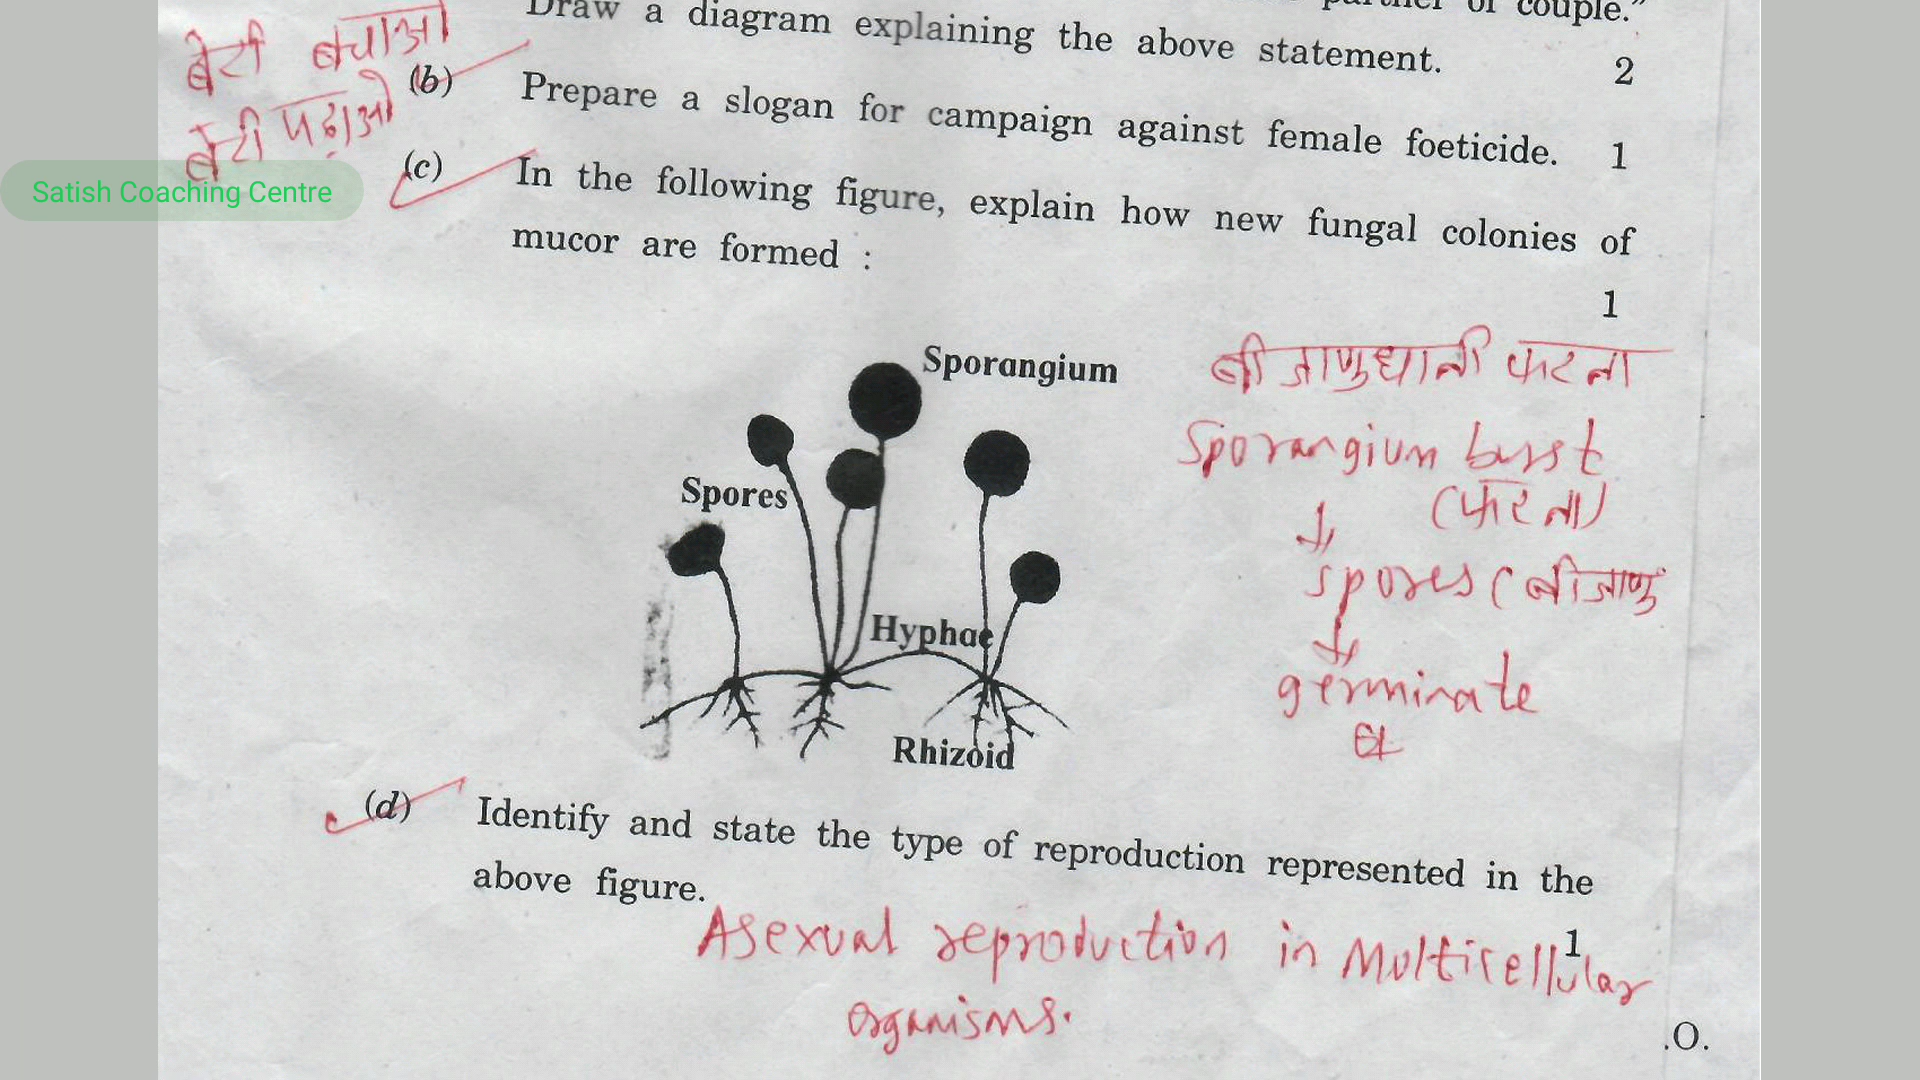 partner of couple."
Draw a diagram explaining the above statement. 2
बेटी बचाओ
बेटी पढ़ाओ
(b) Prepare a slogan for campaign against female foeticide. 1
Satish Coaching Centre
(c) In the following figure, explain how new fungal colonies of
mucor are formed :
1
Sporangium
Spores
Hyphae
Rhizoid
बीजाणुधानी फटना
Sporangium burst
(फटना)
spores (बीजाणु
germinate
(d) Identify and state the type of reproduction represented in the
above figure.
1
Asexual reproduction in Multicellular
organisms.
.O.